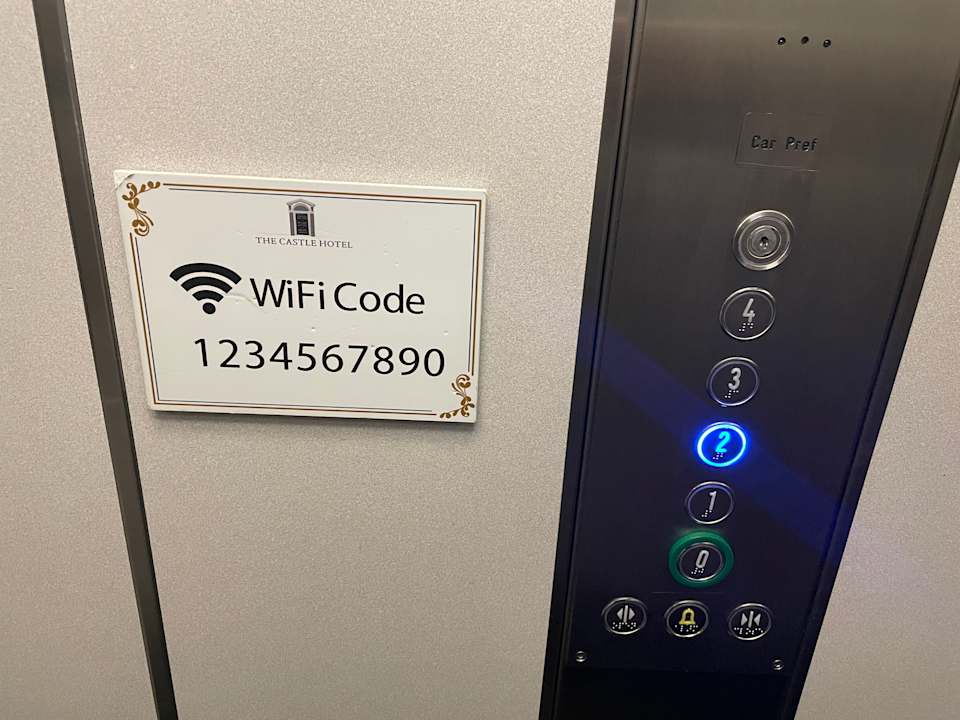 THE CASTLE HOTEL
WiFi Code
1234567890
Car Pref
4
3
2
1
0